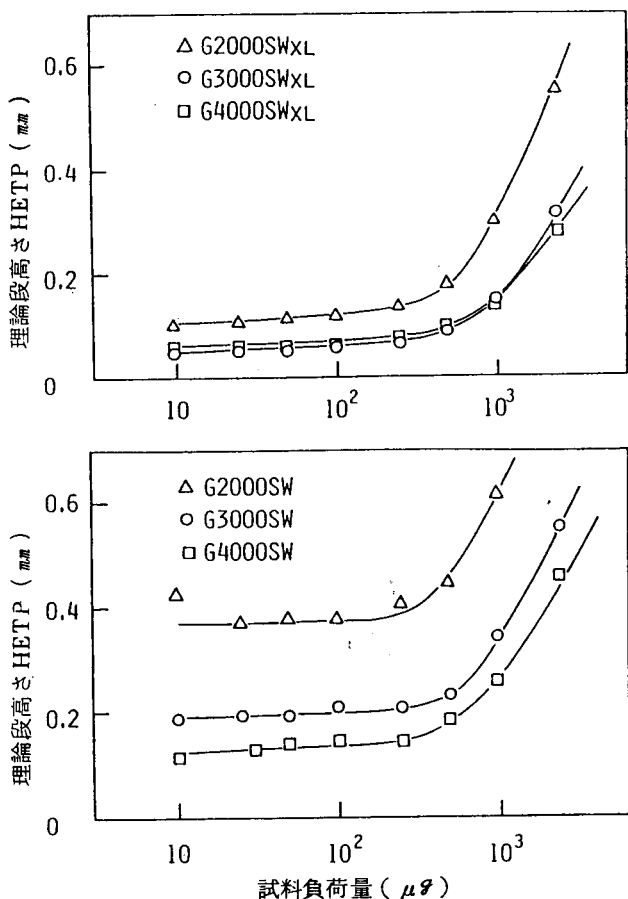 0.6
0.4
0.2
0
理論段高さHETP(mm)
△ G2000SWXL
○ G3000SWXL
□ G4000SWXL
10 10² 10³
0.6
0.4
0.2
0
理論段高さHETP(mm)
△ G2000SW
○ G3000SW
□ G4000SW
10 10² 10³
試料負荷量(μg)